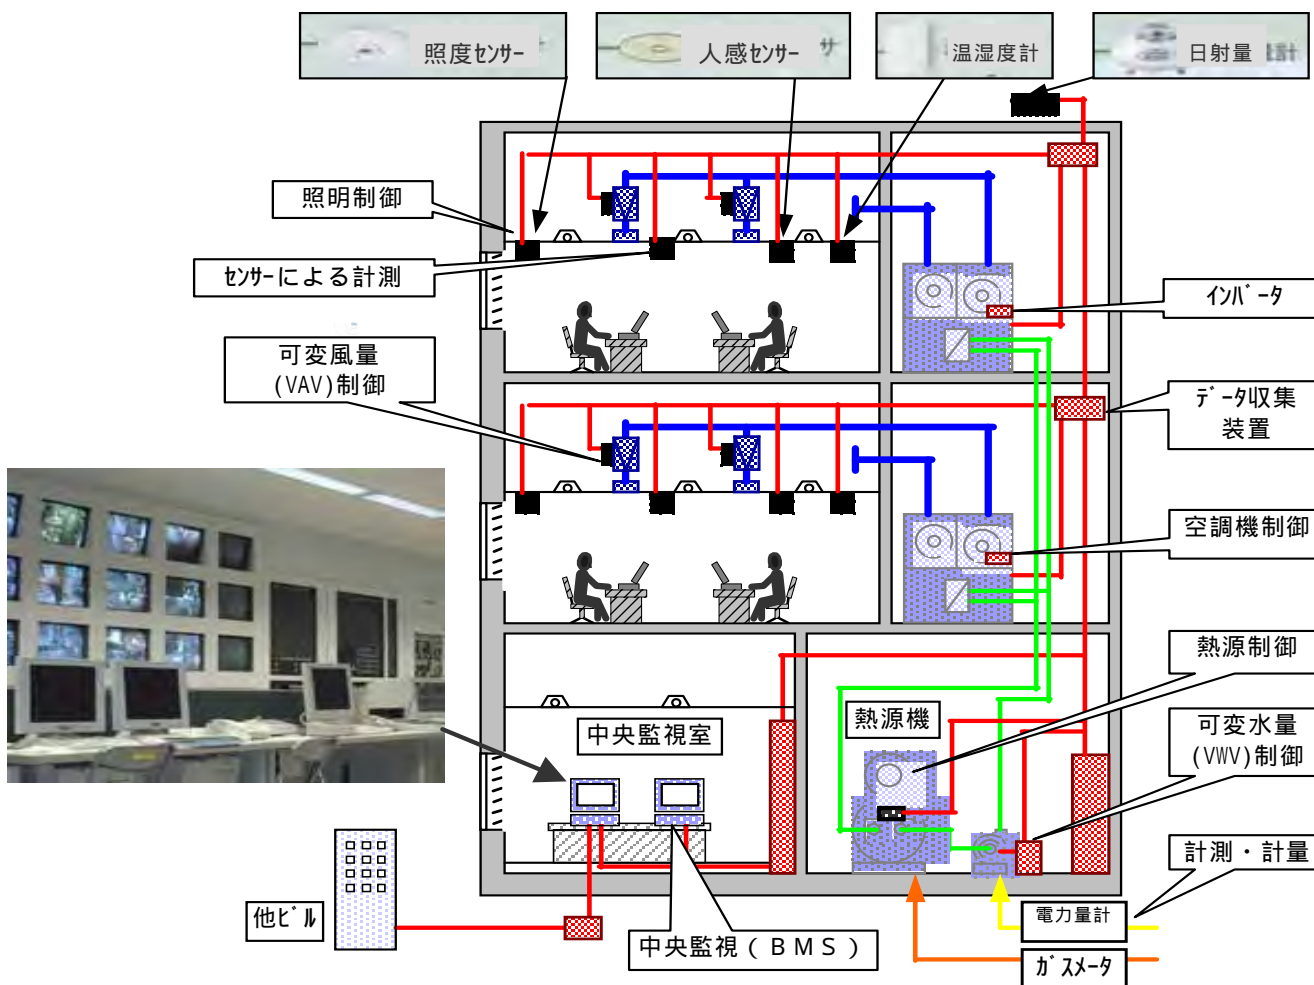 照度センサー
人感センサー サ
温湿度計
日射量 量計
照明制御
センサーによる計測
可変風量
(VAV)制御
インバータ
データ収集
装置
空調機制御
熱源制御
可変水量
(VWV)制御
計測・計量
中央監視室
熱源機
他ビル
中央監視(BMS)
電力量計
ガスメータ